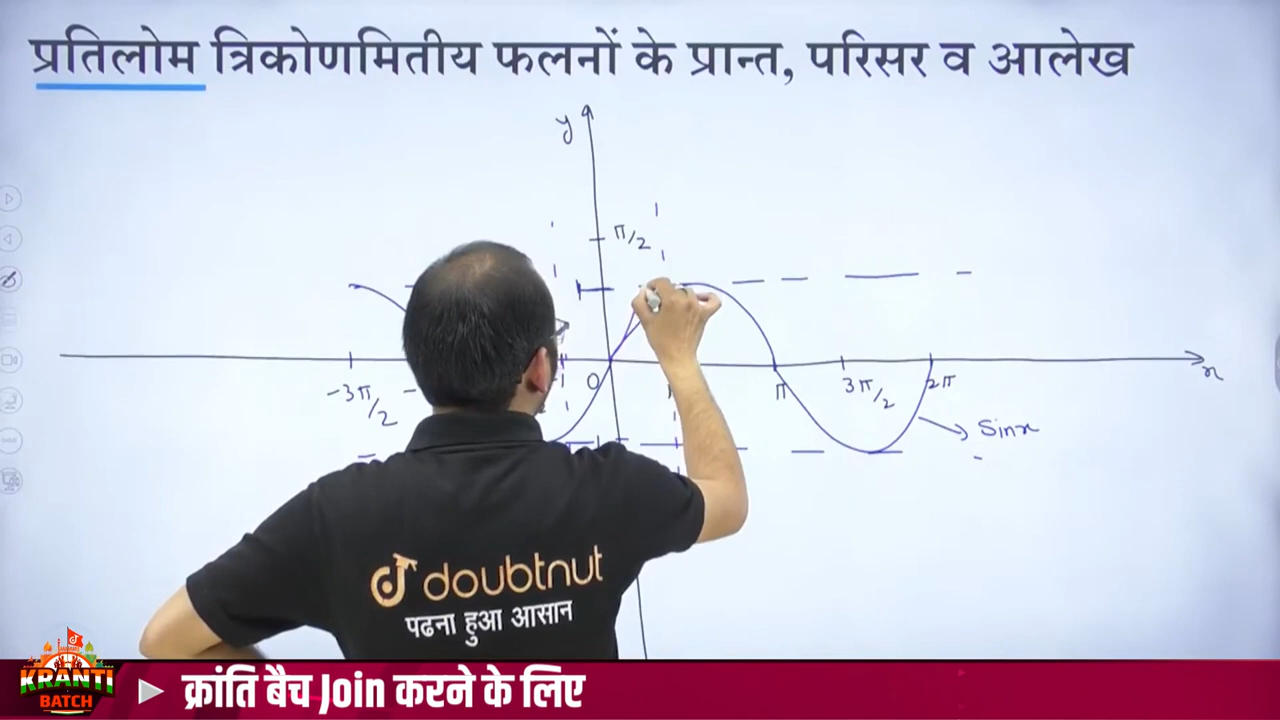 प्रतिलोम त्रिकोणमितीय फलनों के प्रान्त, परिसर व आलेख
y
π/2
-3π/2
0
π
3π/2
2π
x
Sinx
doubtnut
पढना हुआ आसान
KRANTI
BATCH
क्रांति बैच Join करने के लिए